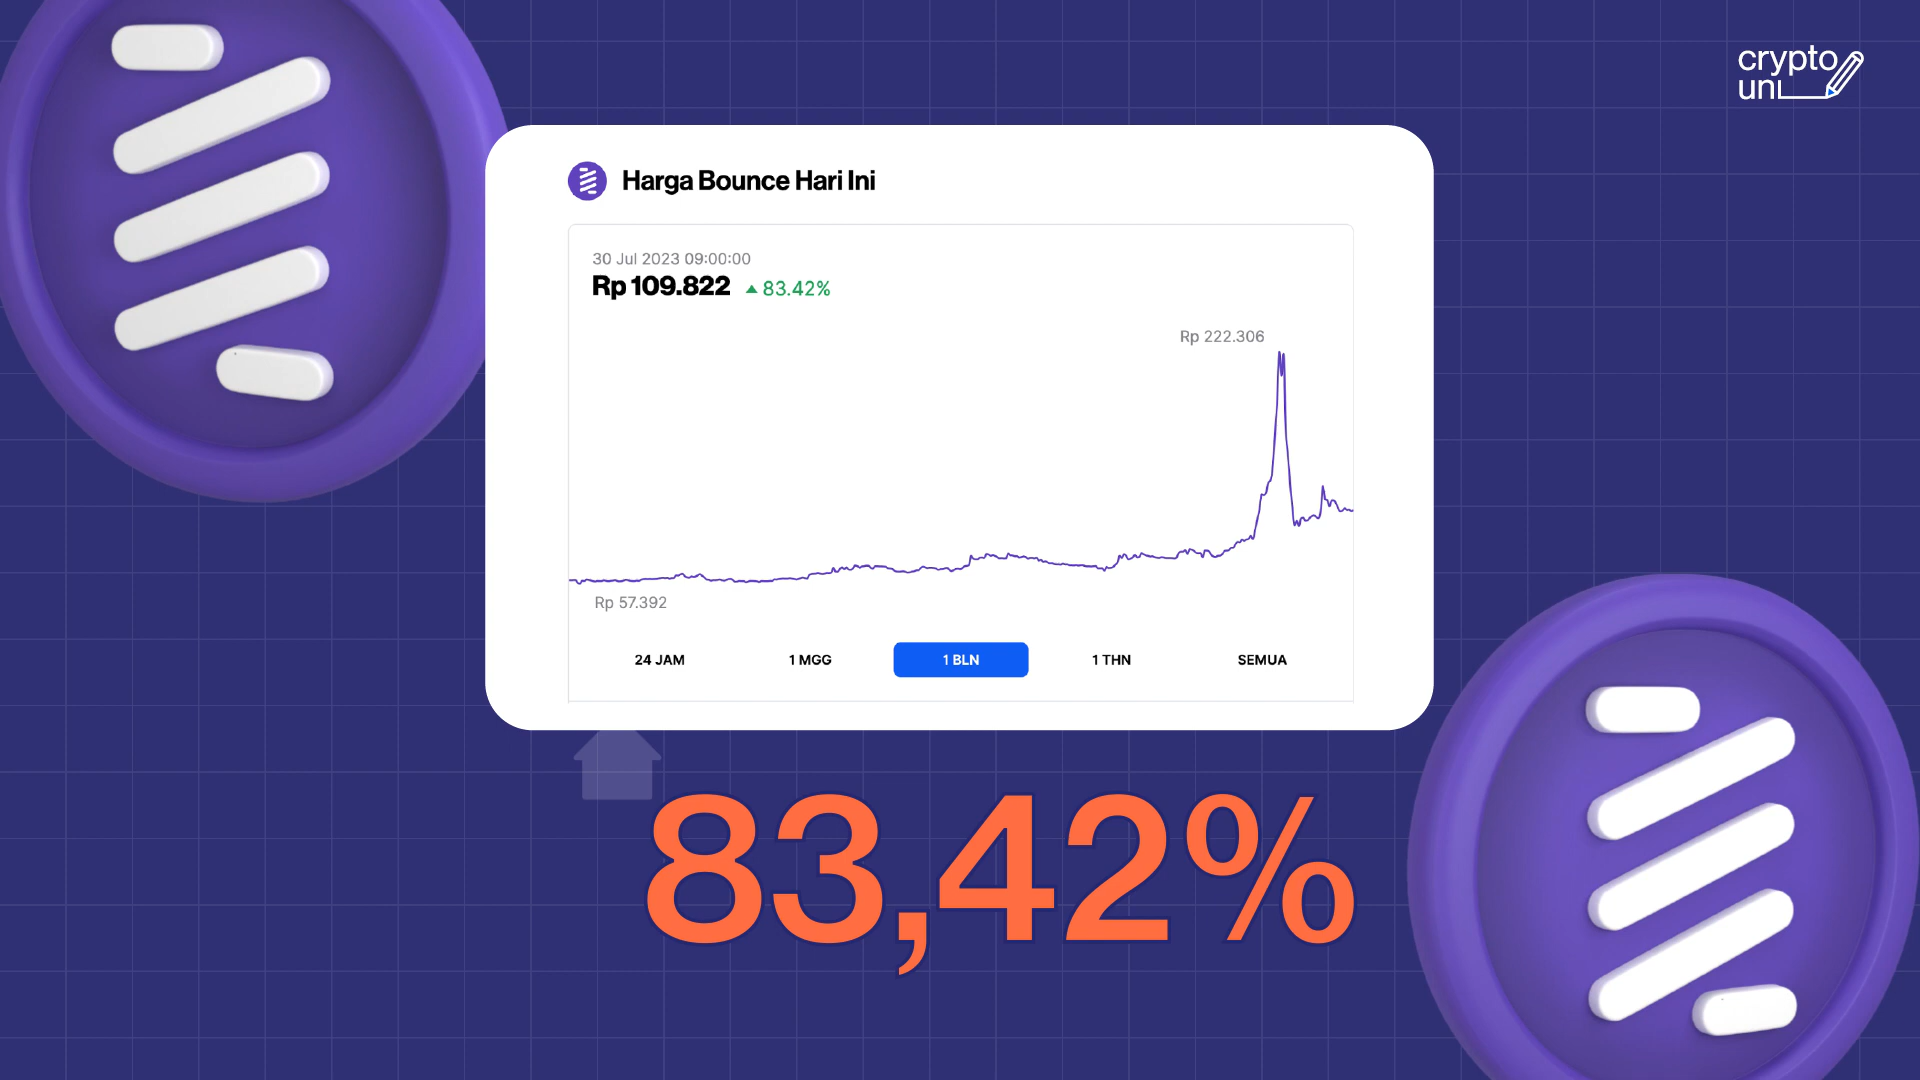 crypto
uni
Harga Bounce Hari Ini
30 Jul 2023 09:00:00
Rp 109.822 ▲ 83.42%
Rp 222.306
Rp 57.392
24 JAM 1 MGG 1 BLN 1 THN SEMUA
83,42%